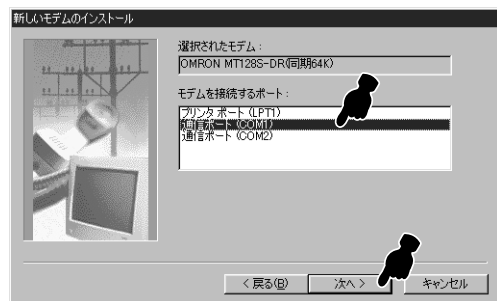 新しいモデムのインストール
選択されたモデム：
OMRON MT128S-DR(同期64K)
モデムを接続するポート：
プリンタ ポート (LPT1)
通信ポート (COM1)
通信ポート (COM2)
< 戻る(B)
次へ >
キャンセル